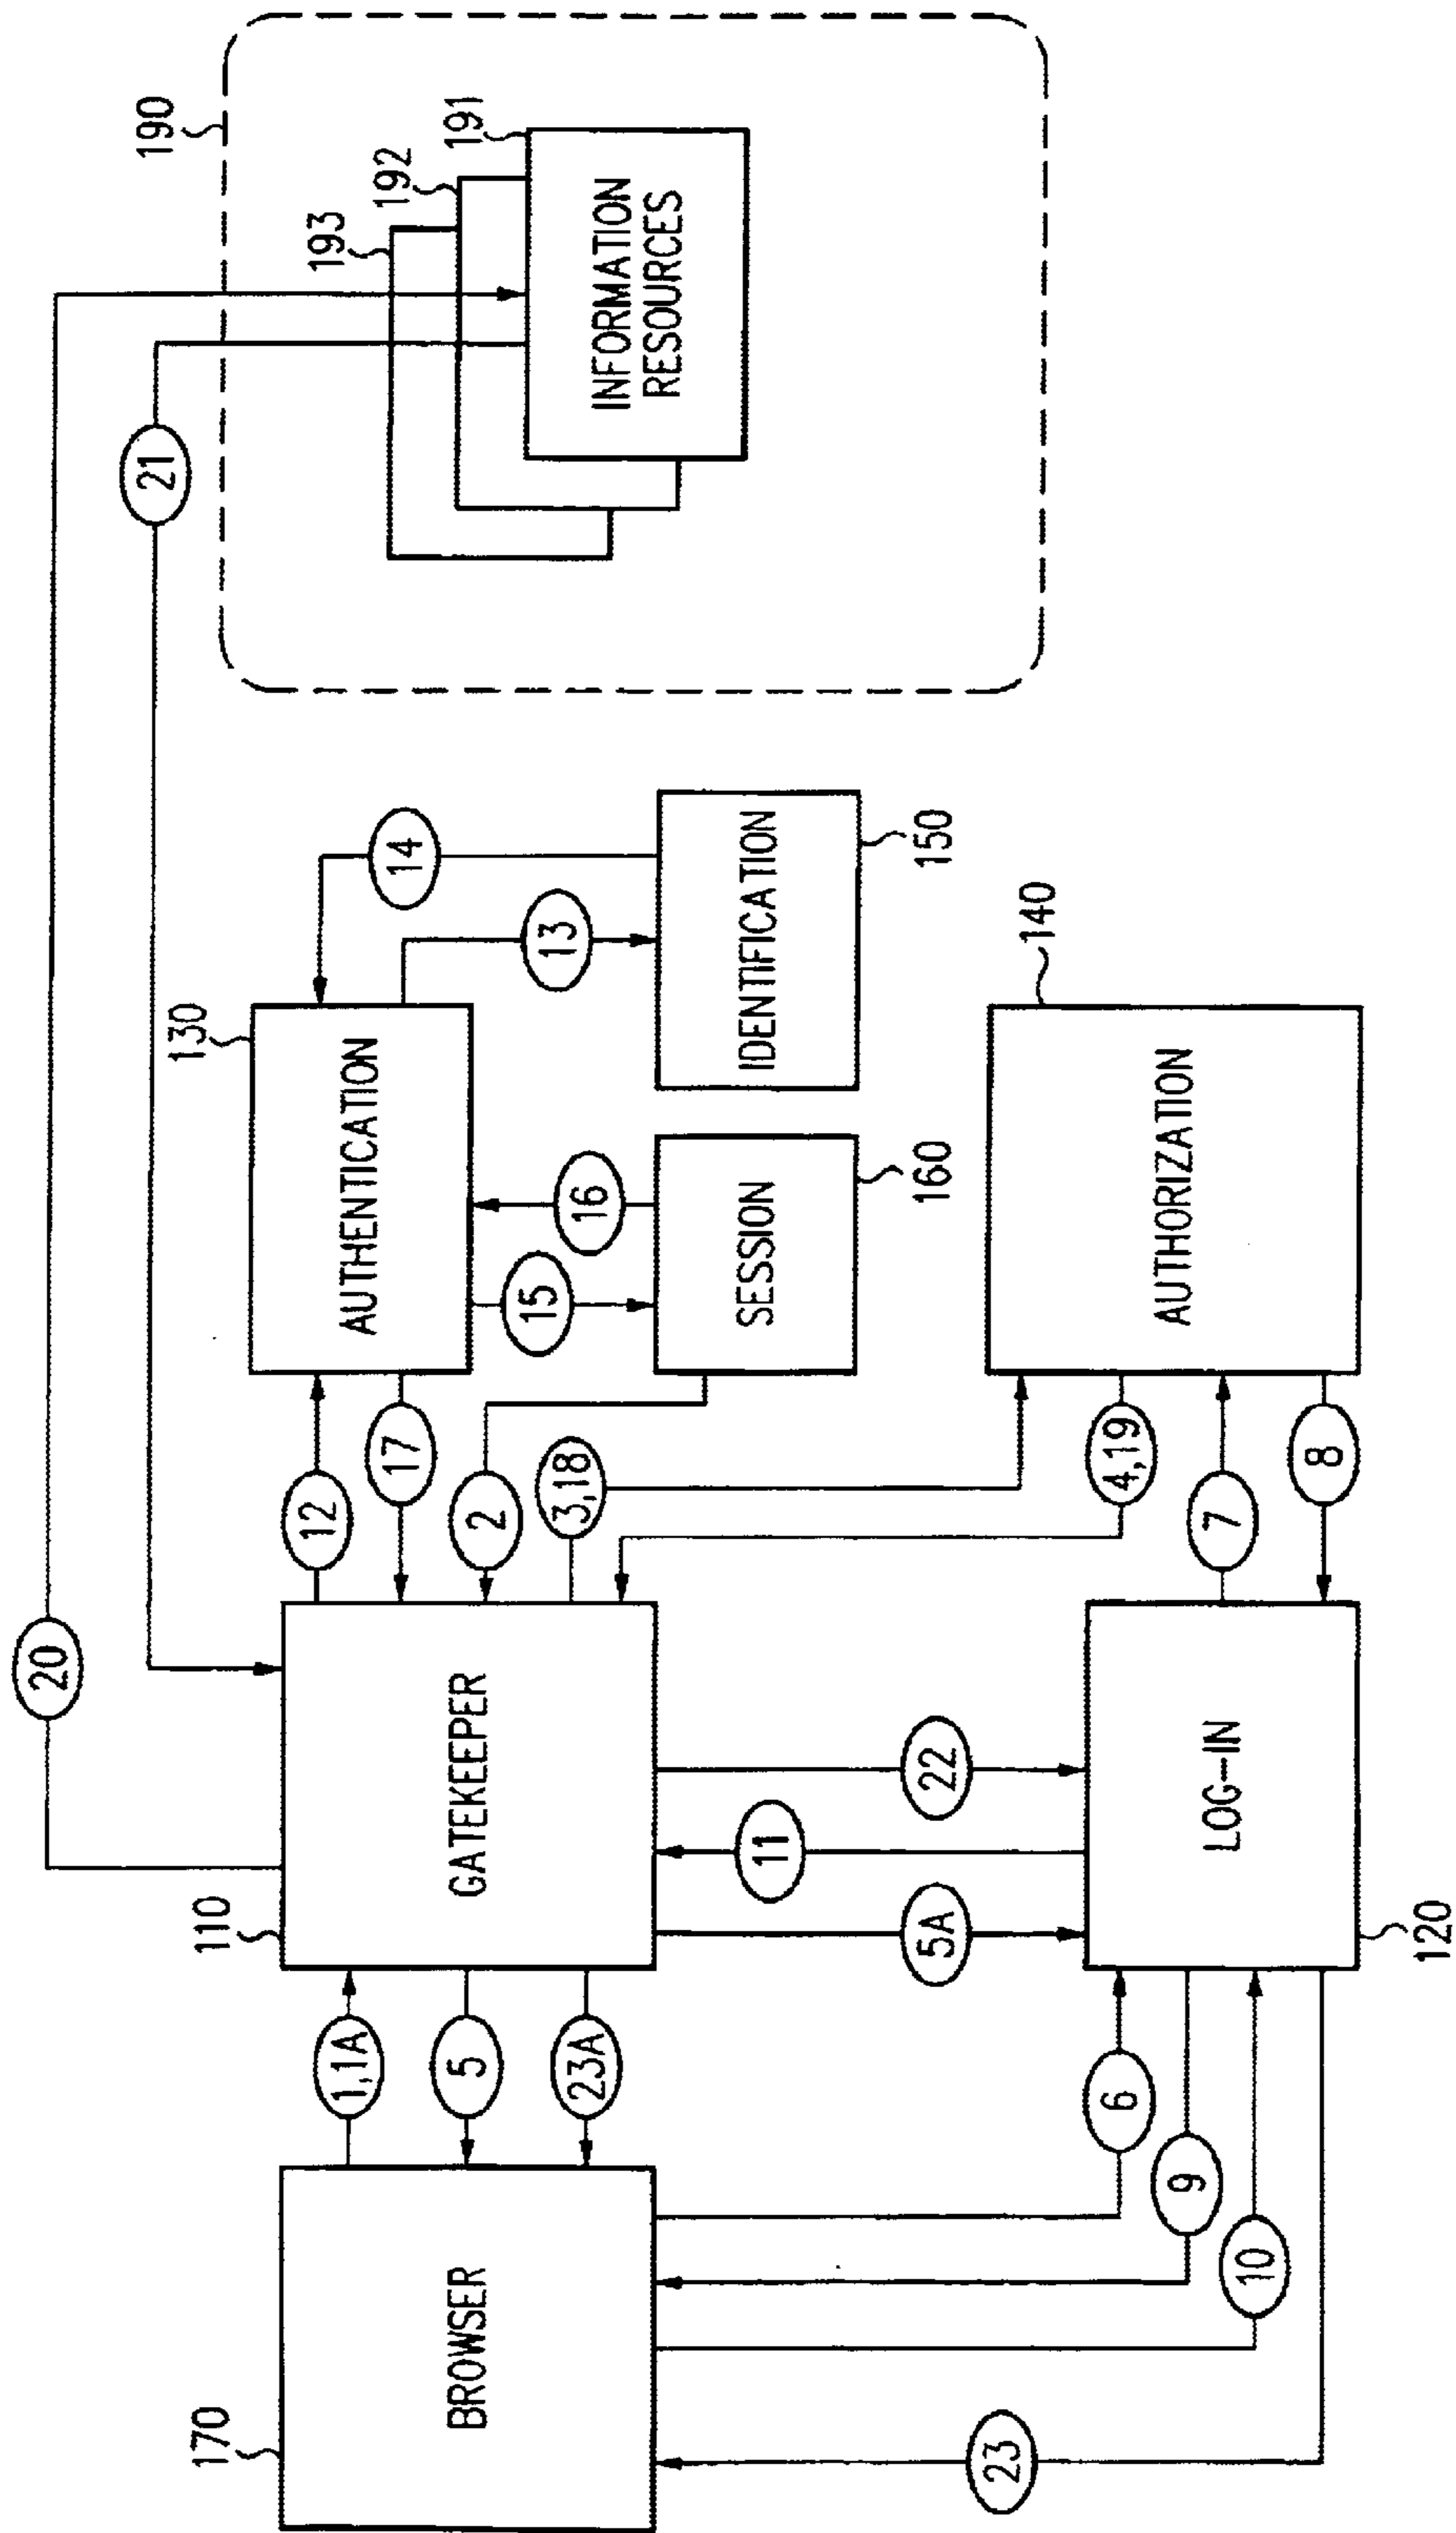 190
193
192
191
INFORMATION
RESOURCES
21
20
130
AUTHENTICATION
14
13
IDENTIFICATION
150
16
15
SESSION
160
140
AUTHORIZATION
12
17
2
3,18
4,19
7
8
110
GATEKEEPER
22
11
5A
LOG-IN
120
1,1A
5
23A
6
9
10
23
170
BROWSER